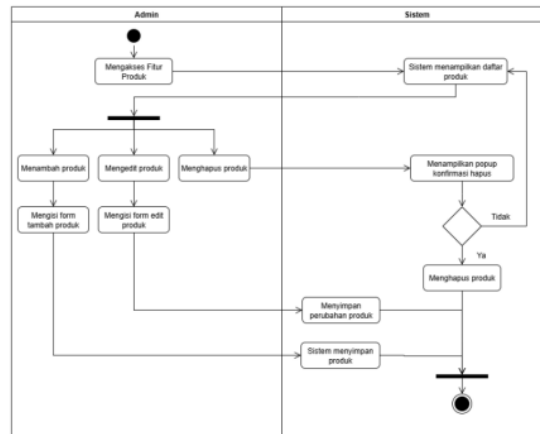 Admin
Sistem
Mengakses Fitur
Produk
Sistem menampilkan daftar
produk
Menambah produk
Mengedit produk
Menghapus produk
Menampilkan popup
konfirmasi hapus
Mengisi form
tambah produk
Mengisi form edit
produk
Tidak
Ya
Menghapus produk
Menyimpan
perubahan produk
Sistem menyimpan
produk